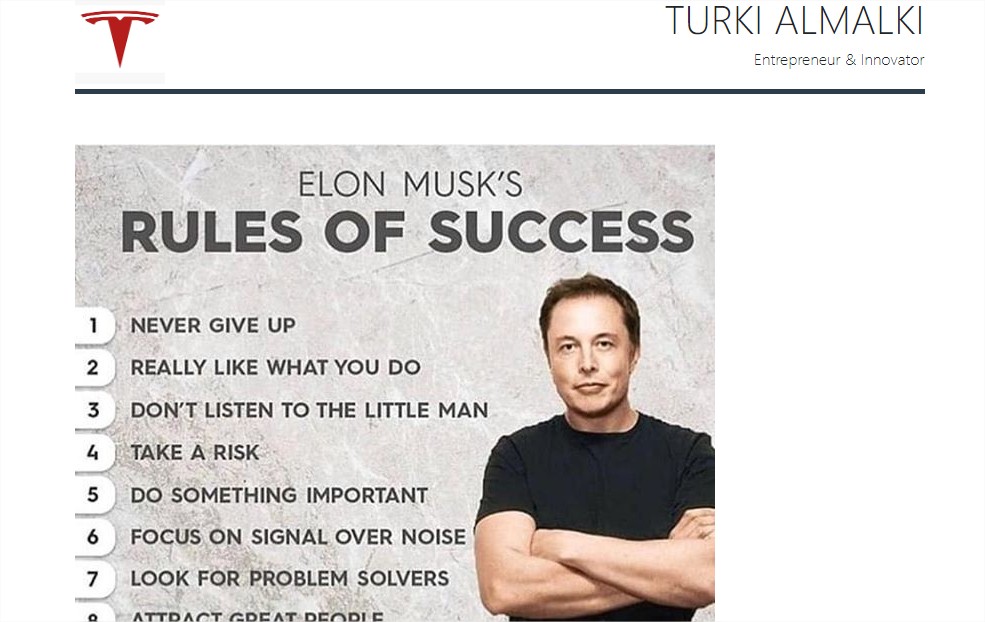 TURKI ALMALKI
Entrepreneur & Innovator
ELON MUSK'S
RULES OF SUCCESS
1 NEVER GIVE UP
2 REALLY LIKE WHAT YOU DO
3 DON'T LISTEN TO THE LITTLE MAN
4 TAKE A RISK
5 DO SOMETHING IMPORTANT
6 FOCUS ON SIGNAL OVER NOISE
7 LOOK FOR PROBLEM SOLVERS
8 ATTRACT GREAT PEOPLE